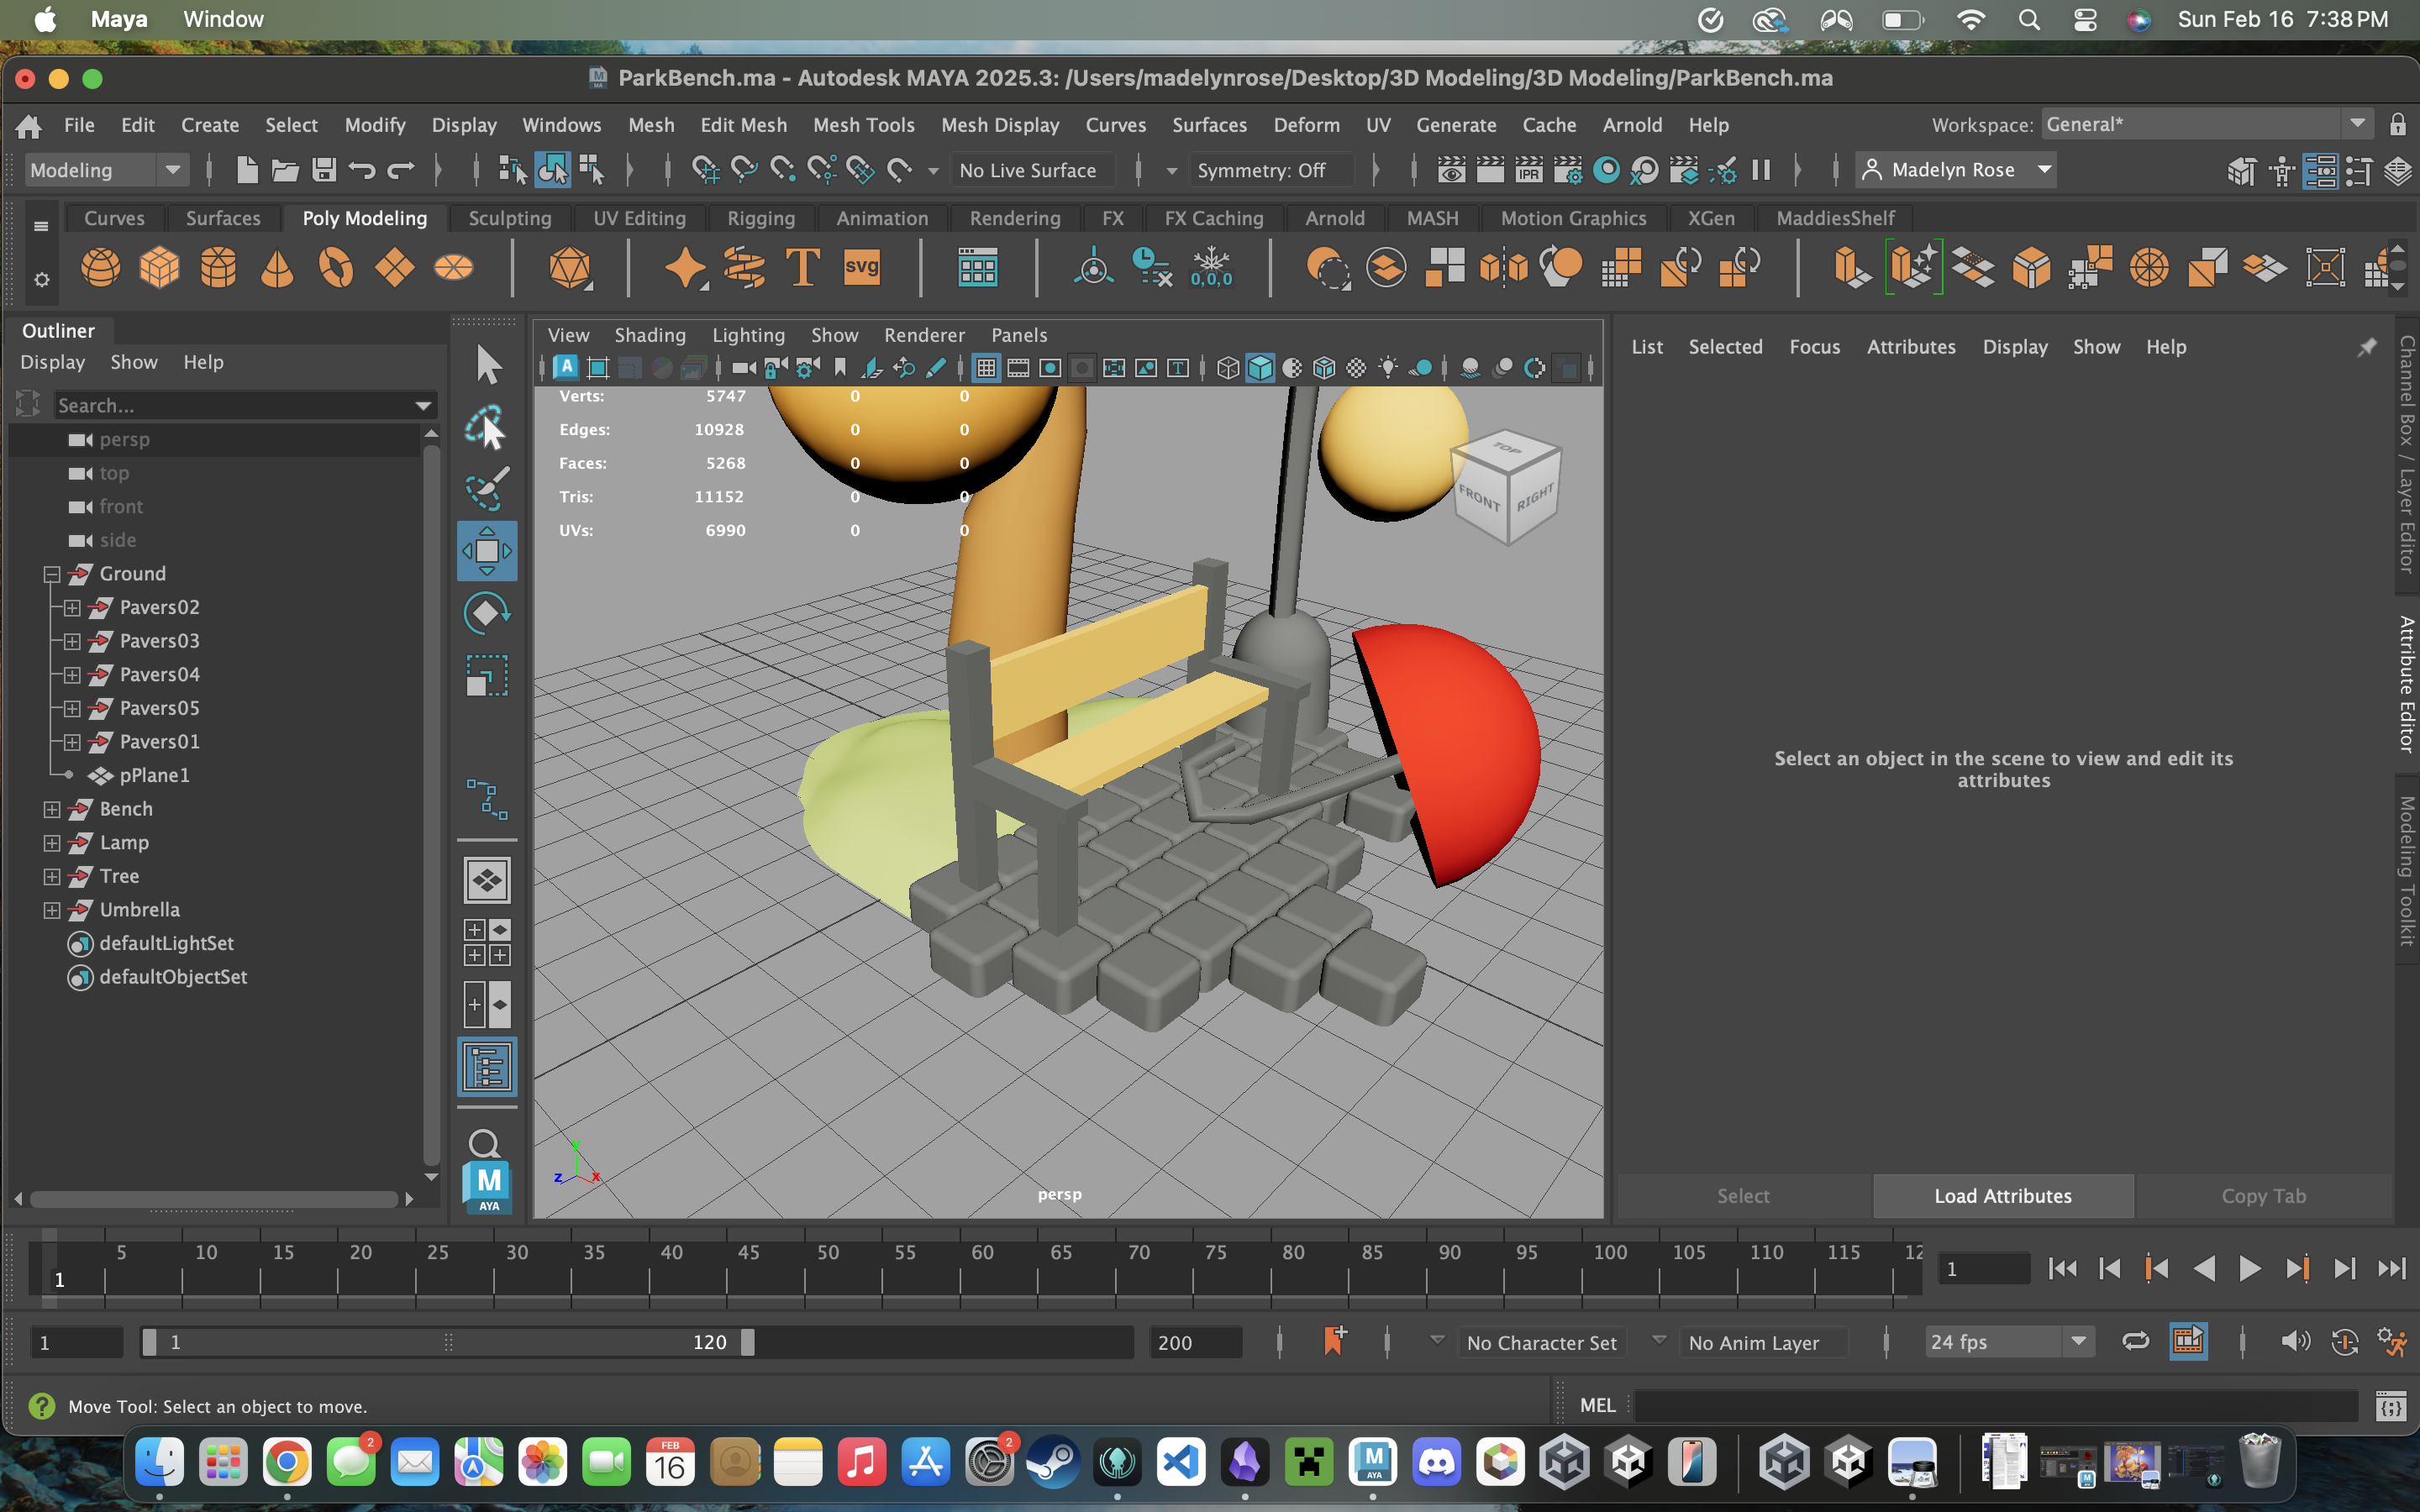 Maya Window Sun Feb 16 7:38 PM
ParkBench.ma - Autodesk MAYA 2025.3: /Users/madelynrose/Desktop/3D Modeling/3D Modeling/ParkBench.ma
File Edit Create Select Modify Display Windows Mesh Edit Mesh Mesh Tools Mesh Display Curves Surfaces Deform UV Generate Cache Arnold Help Workspace: General*
Modeling No Live Surface Symmetry: Off IPR Madelyn Rose
Curves Surfaces Poly Modeling Sculpting UV Editing Rigging Animation Rendering FX FX Caching Arnold MASH Motion Graphics XGen MaddiesShelf
T svg 0,0,0
Outliner
Display Show Help
Search...
persp
top
front
side
Ground
Pavers02
Pavers03
Pavers04
Pavers05
Pavers01
pPlane1
Bench
Lamp
Tree
Umbrella
defaultLightSet
defaultObjectSet
M
AYA
View Shading Lighting Show Renderer Panels
A T
Verts: 5747 0 0
Edges: 10928 0 0
Faces: 5268 0 0
Tris: 11152 0 0
UVs: 6990 0 0
TOP
FRONT RIGHT
Y
Z X
persp
List Selected Focus Attributes Display Show Help
Select an object in the scene to view and edit its
attributes
Select Load Attributes Copy Tab
Channel Box / Layer Editor
Attribute Editor
Modeling Toolkit
5 10 15 20 25 30 35 40 45 50 55 60 65 70 75 80 85 90 95 100 105 110 115 12
1
1
1 1 120 200 No Character Set No Anim Layer 24 fps
Move Tool: Select an object to move. MEL
2 FEB 16 2 M AYA